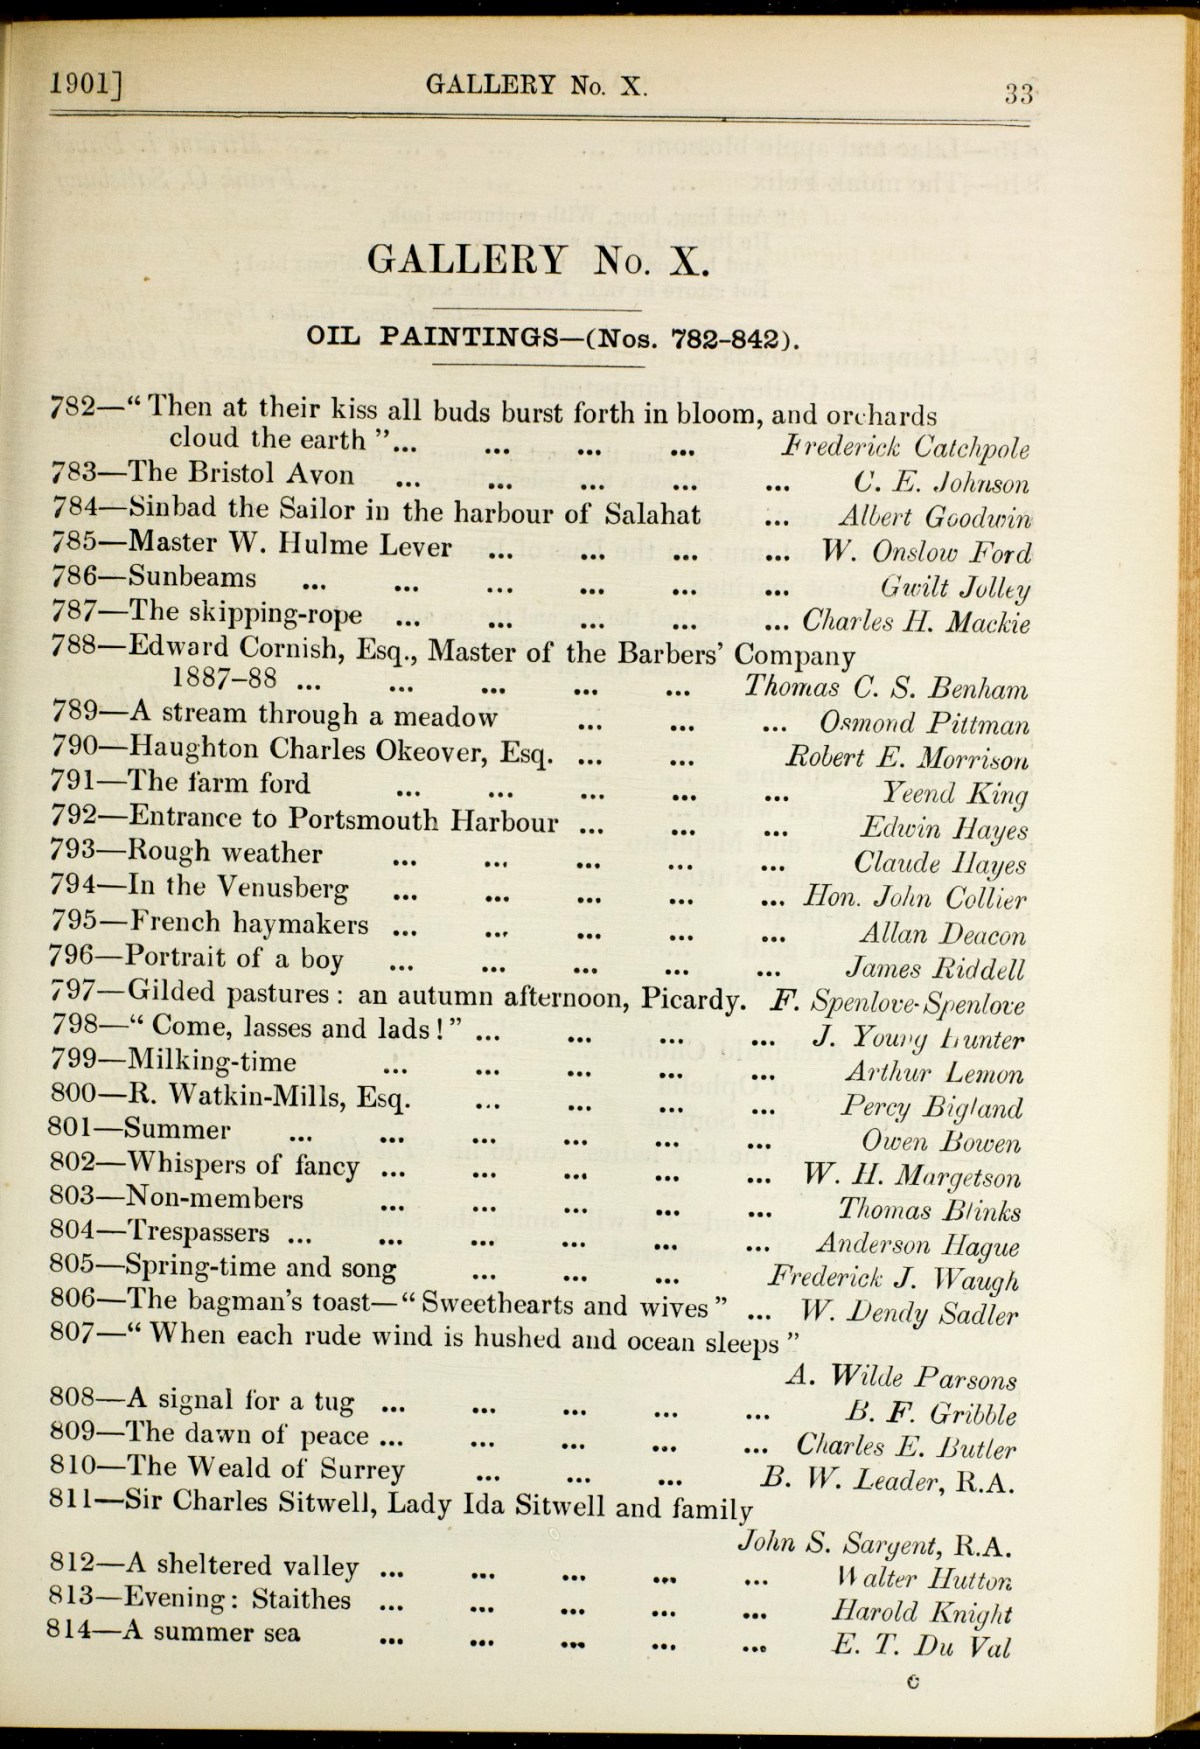 1901] GALLERY No. X. 33
GALLERY No. X.
OIL PAINTINGS—(Nos. 782-842).
782—“Then at their kiss all buds burst forth in bloom, and orchards
cloud the earth”... ... ... ... Frederick Catchpole
783—The Bristol Avon ... ... ... ... ... C. E. Johnson
784—Sinbad the Sailor in the harbour of Salahat ... Albert Goodwin
785—Master W. Hulme Lever ... ... ... ... W. Onslow Ford
786—Sunbeams ... ... ... ... ... ... Gwilt Jolley
787—The skipping-rope ... ... ... ... ... Charles H. Mackie
788—Edward Cornish, Esq., Master of the Barbers’ Company
1887–88 ... ... ... ... ... Thomas C. S. Benham
789—A stream through a meadow ... ... ... Osmond Pittman
790—Haughton Charles Okeover, Esq. ... ... Robert E. Morrison
791—The farm ford ... ... ... ... ... Yeend King
792—Entrance to Portsmouth Harbour ... ... ... Edwin Hayes
793—Rough weather ... ... ... ... ... Claude Hayes
794—In the Venusberg ... ... ... ... ... Hon. John Collier
795—French haymakers ... ... ... ... ... Allan Deacon
796—Portrait of a boy ... ... ... ... ... James Riddell
797—Gilded pastures: an autumn afternoon, Picardy. F. Spenlove-Spenlove
798—“Come, lasses and lads!” ... ... ... ... J. Young Hunter
799—Milking-time ... ... ... ... ... Arthur Lemon
800—R. Watkin-Mills, Esq. ... ... ... ... Percy Bigland
801—Summer ... ... ... ... ... ... Owen Bowen
802—Whispers of fancy ... ... ... ... ... W. H. Margetson
803—Non-members ... ... ... ... ... Thomas Blinks
804—Trespassers ... ... ... ... ... ... Anderson Hague
805—Spring-time and song ... ... ... Frederick J. Waugh
806—The bagman’s toast—“Sweethearts and wives” ... W. Dendy Sadler
807—“When each rude wind is hushed and ocean sleeps”
A. Wilde Parsons
808—A signal for a tug ... ... ... ... ... B. F. Gribble
809—The dawn of peace ... ... ... ... ... Charles E. Butler
810—The Weald of Surrey ... ... ... B. W. Leader, R.A.
811—Sir Charles Sitwell, Lady Ida Sitwell and family
John S. Sargent, R.A.
812—A sheltered valley ... ... ... ... ... Walter Hutton
813—Evening: Staithes ... ... ... ... ... Harold Knight
814—A summer sea ... ... ... ... ... E. T. Du Val
C